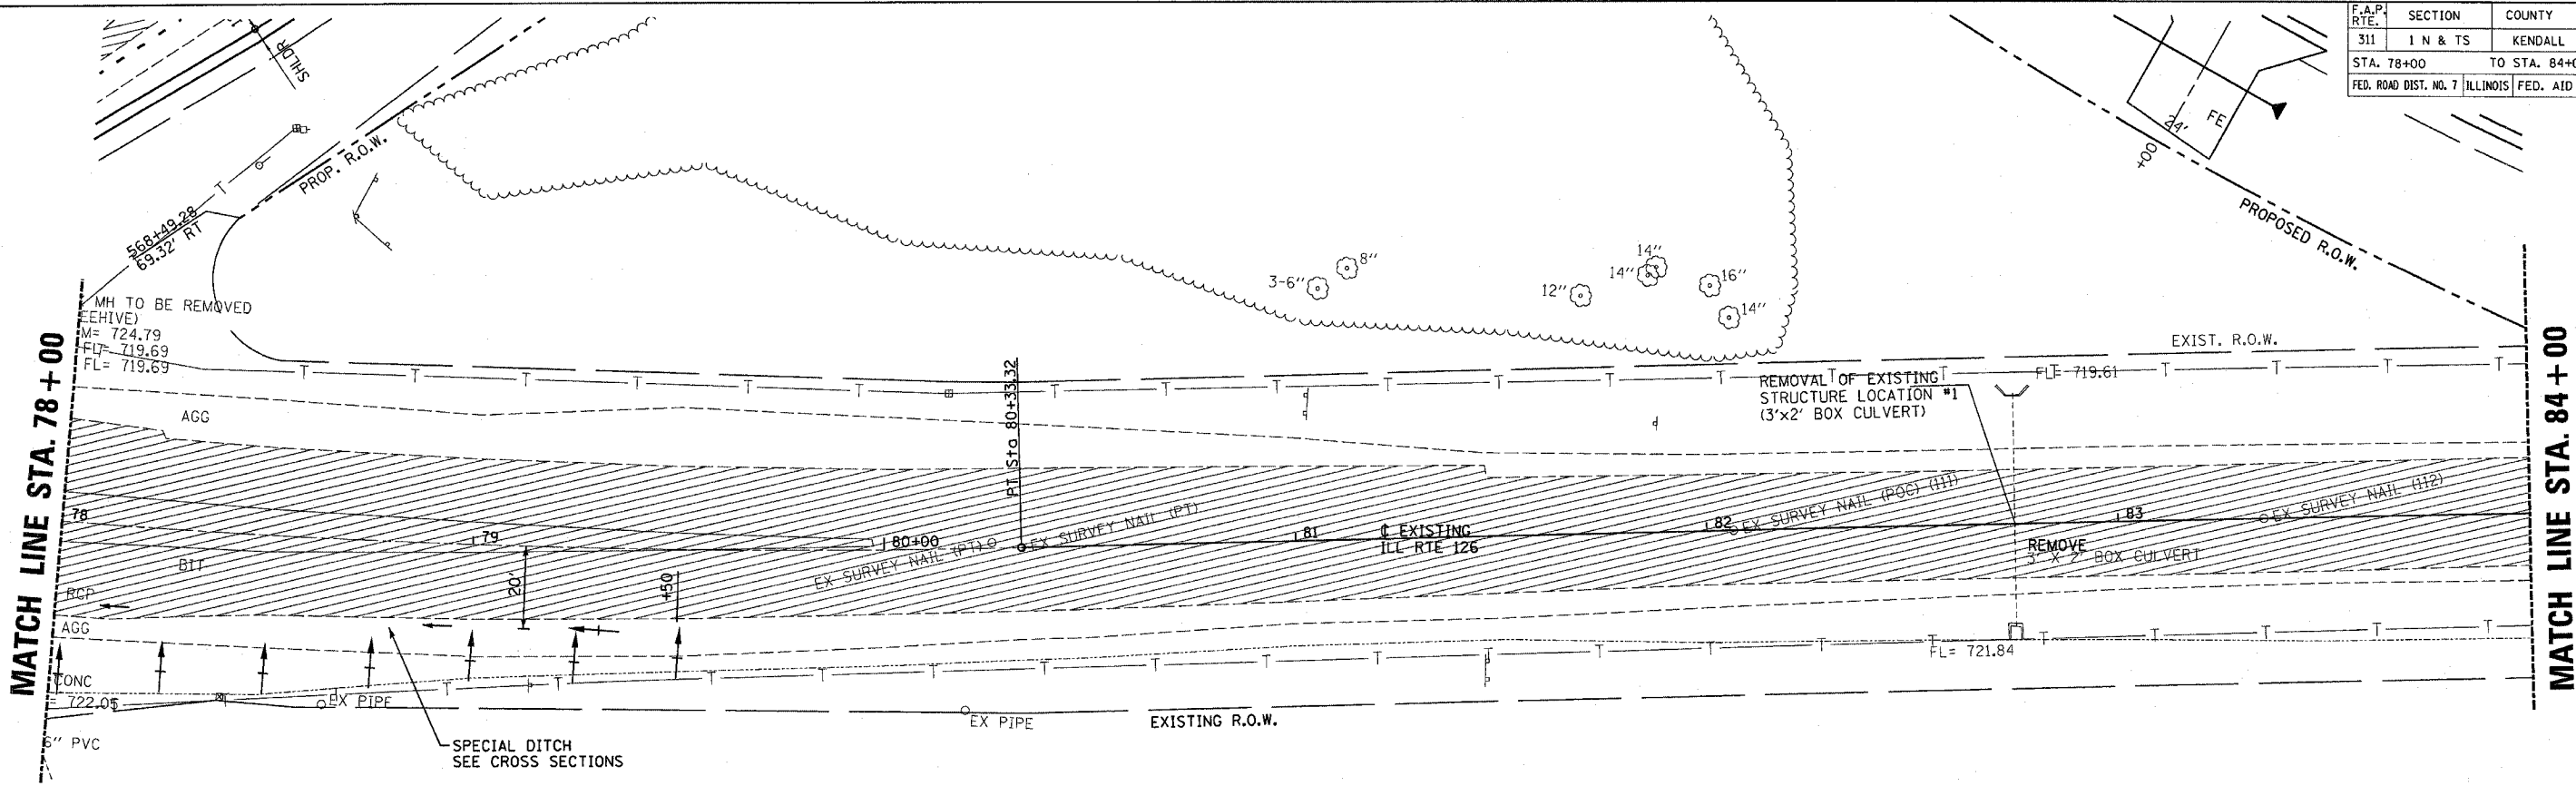 F.A.P. RTE. SECTION COUNTY
311 1 N & TS KENDALL
STA. 78+00 TO STA. 84+0
FED. ROAD DIST. NO. 7 ILLINOIS FED. AID
SHLDR
PROP. R.O.W.
568+49.28
69.32' RT
24'
FE
+00
PROPOSED R.O.W.
8"
3-6"
12"
14"
14"
16"
14"
MH TO BE REMOVED
EEHIVE)
M= 724.79
FL= 719.69
FL= 719.69
MATCH LINE STA. 78+00
MATCH LINE STA. 84+00
EXIST. R.O.W.
T T T T T T T T T T T T T T T T T T T
FL= 719.61
REMOVAL OF EXISTING
STRUCTURE LOCATION #1
(3'x2' BOX CULVERT)
AGG
PT Sta 80+33.32
78
79
80+00
81
82
83
EX SURVEY NAIL (PT)
EX SURVEY NAIL (PT)
EX SURVEY NAIL (POC) (111)
EX SURVEY NAIL (112)
℄ EXISTING
ILL RTE 126
REMOVE
3' X 2' BOX CULVERT
BIT
20'
+50
RCP
AGG
FL= 721.84
CONC
= 722.05
EX PIPE
EX PIPE
EXISTING R.O.W.
6" PVC
SPECIAL DITCH
SEE CROSS SECTIONS